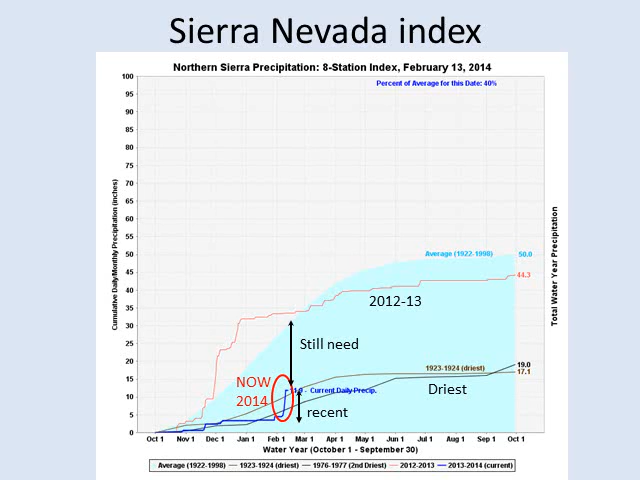 Sierra Nevada index
Northern Sierra Precipitation: 8-Station Index, February 13, 2014
Percent of Average for this Date: 40%
Cumulative Daily/Monthly Precipitation (inches)
Total Water Year Precipitation
100
95
90
85
80
75
70
65
60
55
50
45
40
35
30
25
20
15
10
5
0
Average (1922-1998)
50.0
44.3
2012-13
Still need
1923-1924 (driest)
19.0
17.1
NOW
2014
- Current Daily Precip.
Driest
recent
Oct 1 Nov 1 Dec 1 Jan 1 Feb 1 Mar 1 Apr 1 May 1 Jun 1 Jul 1 Aug 1 Sep 1 Oct 1
Water Year (October 1 - September 30)
Average (1922-1998) 1923-1924 (driest) 1976-1977 (2nd Driest) 2012-2013 2013-2014 (current)